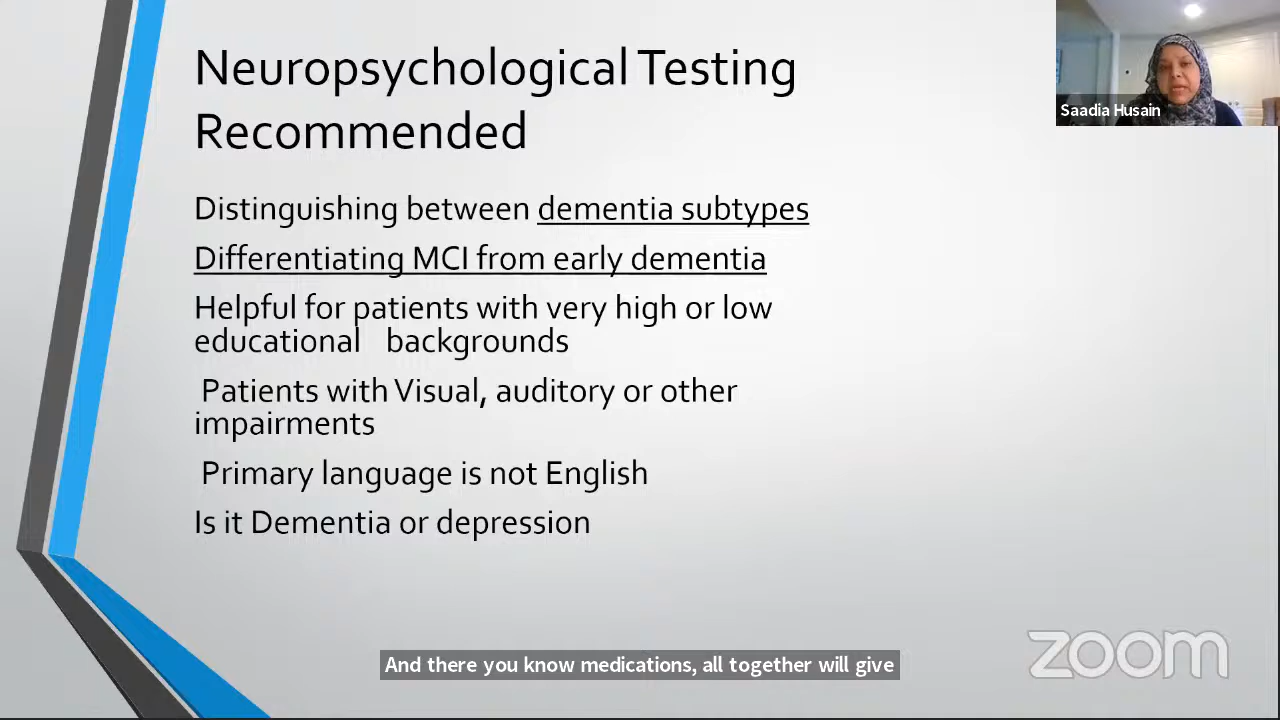 Neuropsychological Testing
Recommended
Saadia Husain
Distinguishing between dementia subtypes
Differentiating MCI from early dementia
Helpful for patients with very high or low
educational backgrounds
Patients with Visual, auditory or other
impairments
Primary language is not English
Is it Dementia or depression
And there you know medications, all together will give
zoom